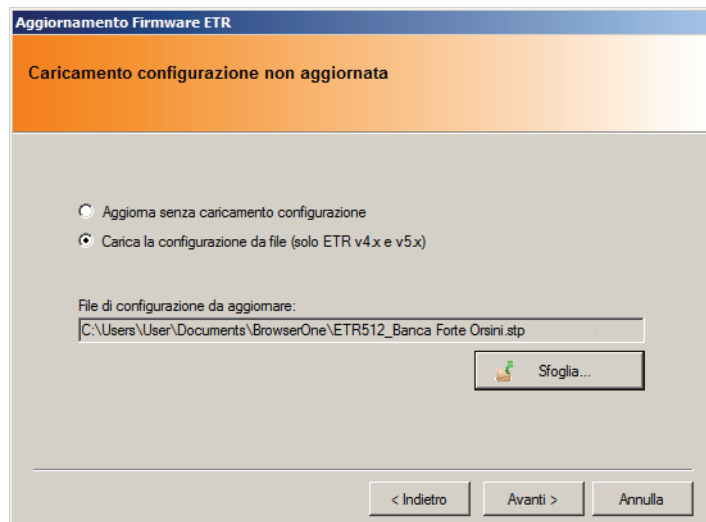 Aggiornamento Firmware ETR
Caricamento configurazione non aggiornata
Aggiorna senza caricamento configurazione
Carica la configurazione da file (solo ETR v4.x e v5.x)
File di configurazione da aggiornare:
C:\Users\User\Documents\BrowserOne\ETR512_Banca Forte Orsini.stp
Sfoglia...
< Indietro
Avanti >
Annulla